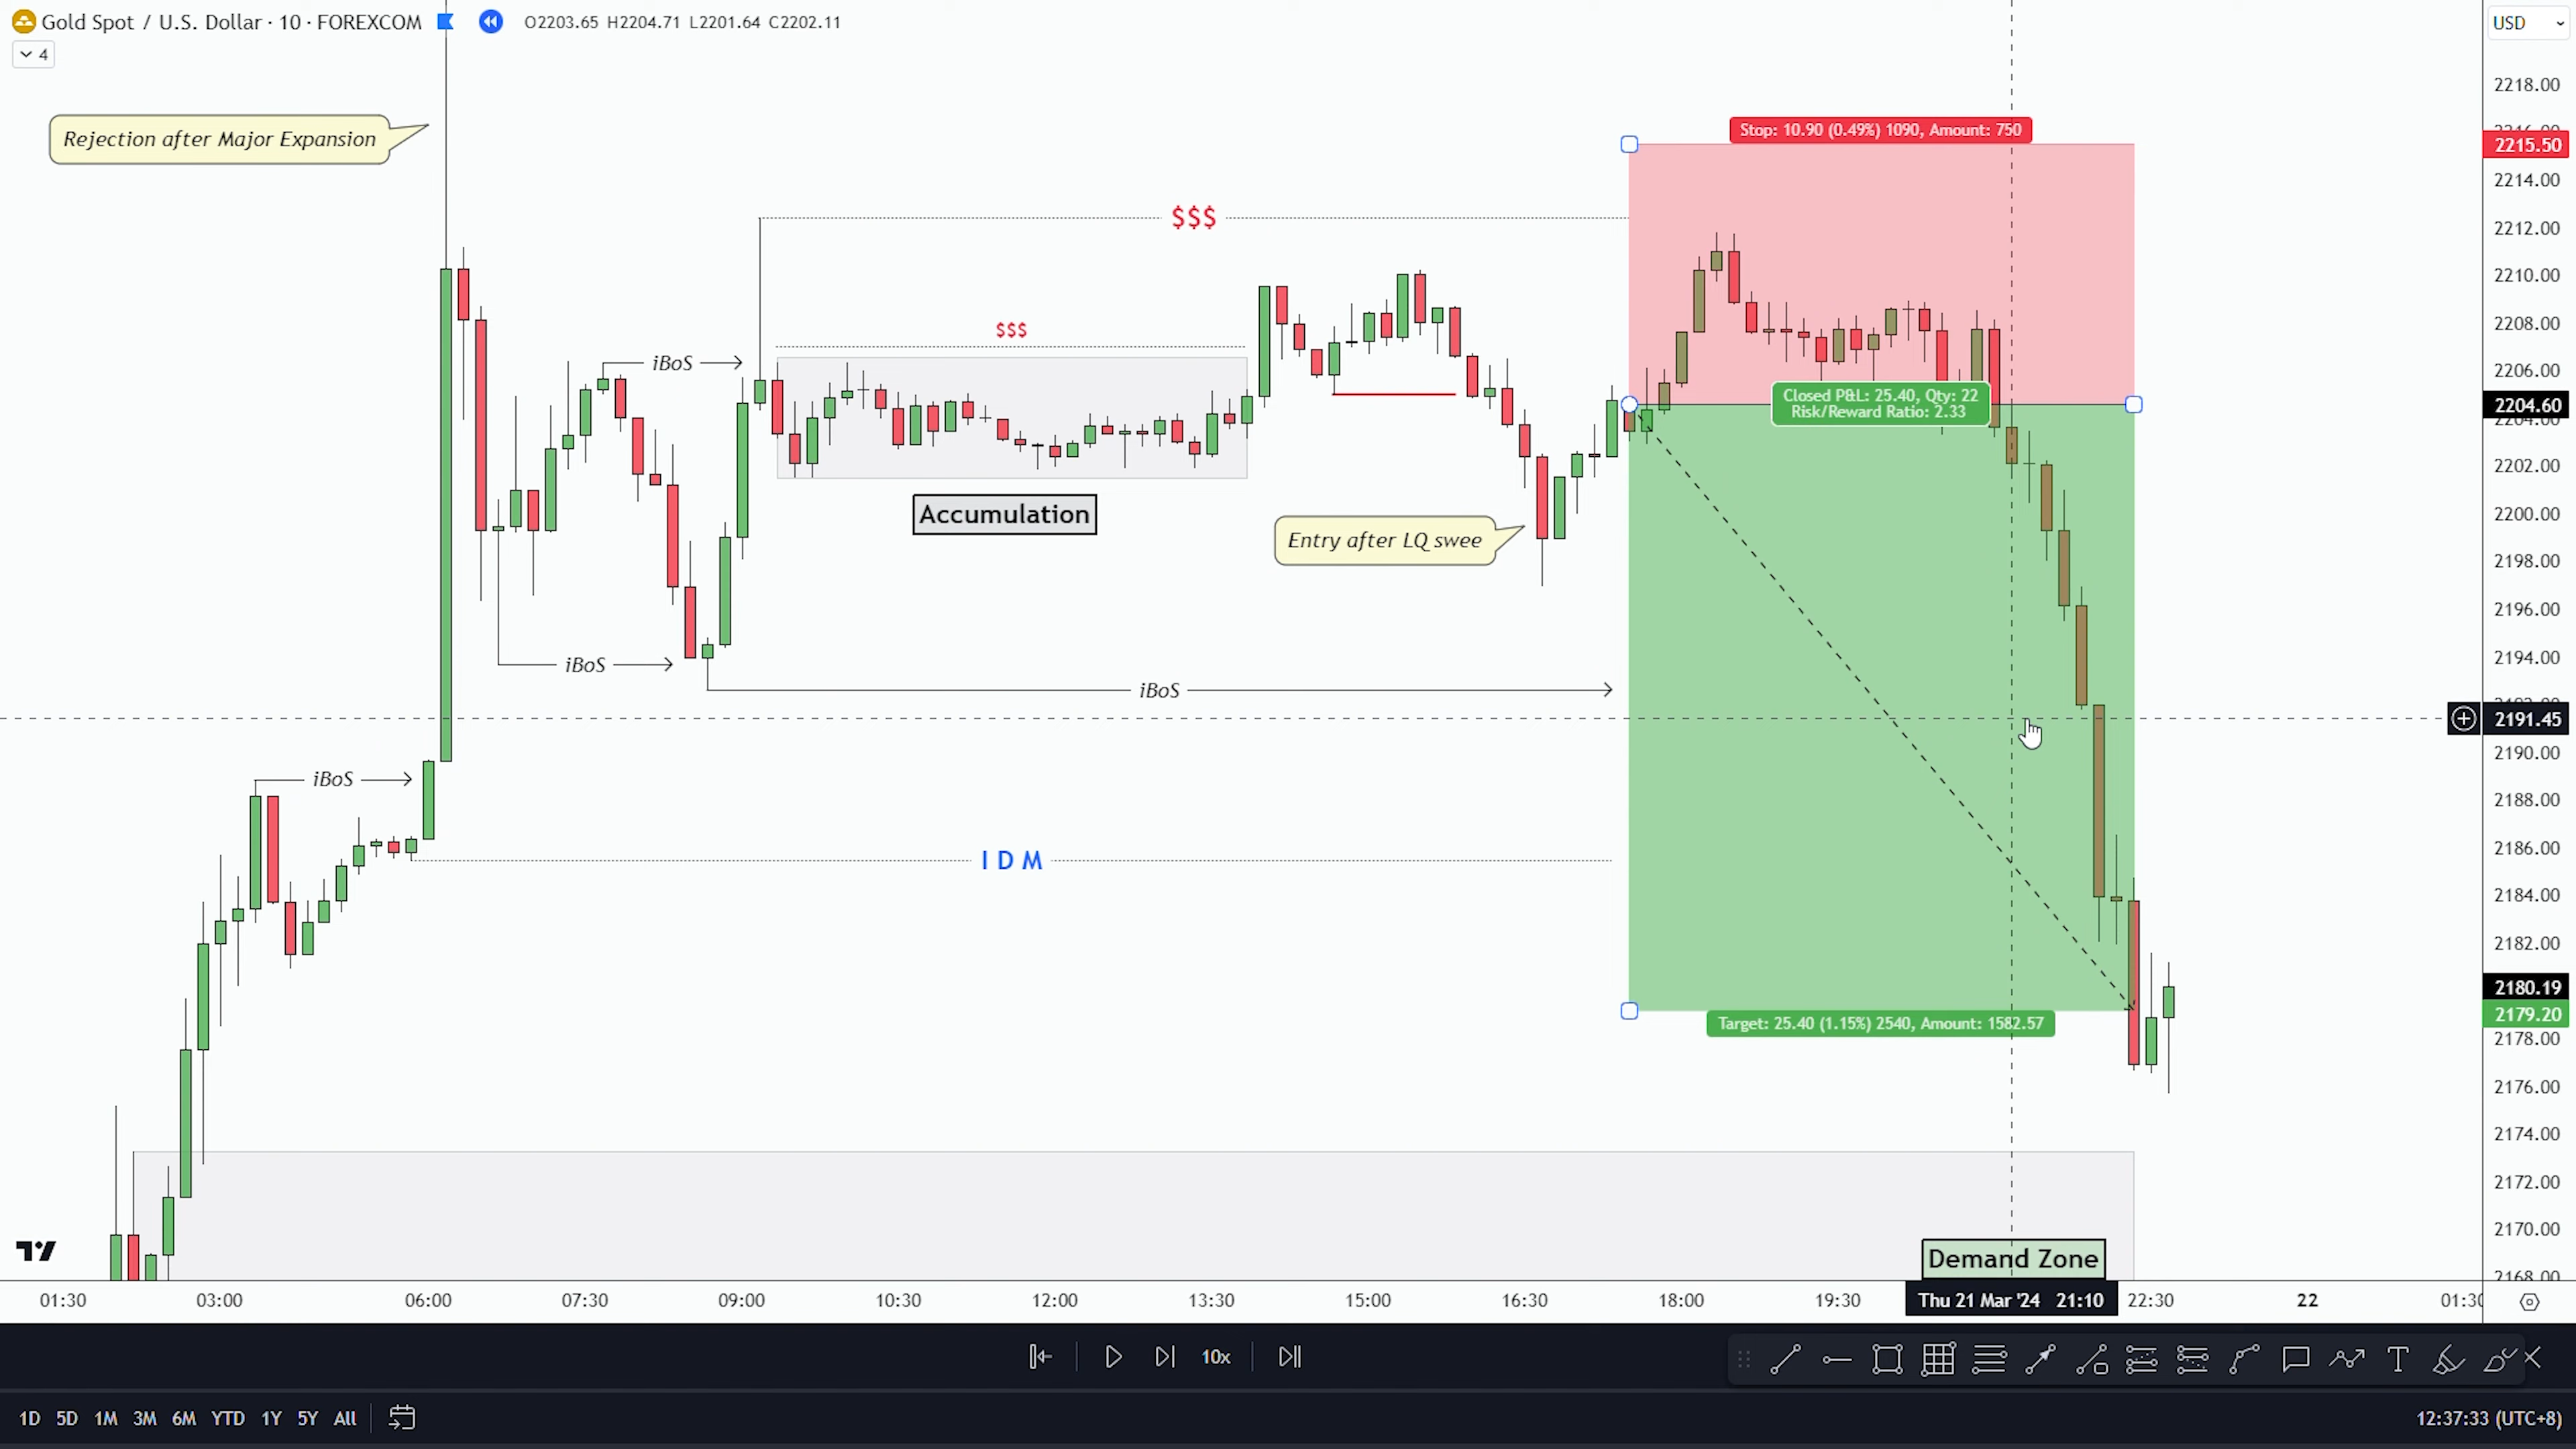 Gold Spot / U.S. Dollar · 10 · FOREXCOM O2203.65 H2204.71 L2201.64 C2202.11
4
USD
Rejection after Major Expansion
$$$
$$$
iBoS
iBoS
iBoS
iBoS
Accumulation
Entry after LQ swee
I D M
Stop: 10.90 (0.49%) 1090, Amount: 750
Closed P&L: 25.40, Qty: 22
Risk/Reward Ratio: 2.33
Target: 25.40 (1.15%) 2540, Amount: 1582.57
Demand Zone
2218.00
2215.50
2214.00
2212.00
2210.00
2208.00
2206.00
2204.60
2204.00
2202.00
2200.00
2198.00
2196.00
2194.00
2191.45
2190.00
2188.00
2186.00
2184.00
2182.00
2180.19
2179.20
2178.00
2176.00
2174.00
2172.00
2170.00
2168.00
01:30 03:00 06:00 07:30 09:00 10:30 12:00 13:30 15:00 16:30 18:00 19:30 Thu 21 Mar '24 21:10 22:30 22 01:30
10x
1D 5D 1M 3M 6M YTD 1Y 5Y All
12:37:33 (UTC+8)